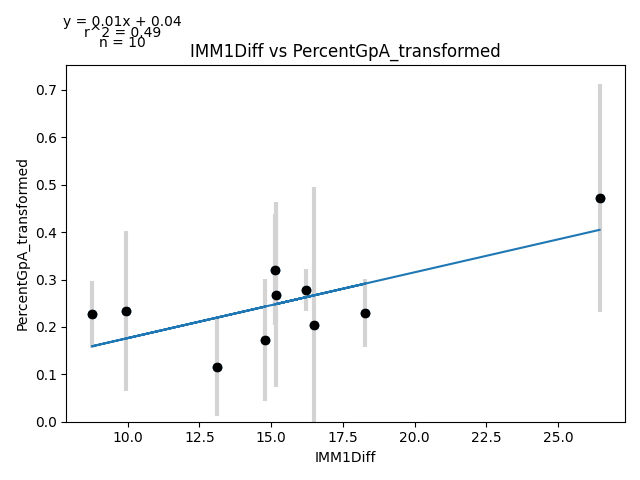 y = 0.01x + 0.04
r^2 = 0.49
n = 10
IMM1Diff vs PercentGpA_transformed
PercentGpA_transformed
0.7
0.6
0.5
0.4
0.3
0.2
0.1
0.0
10.0 12.5 15.0 17.5 20.0 22.5 25.0
IMM1Diff